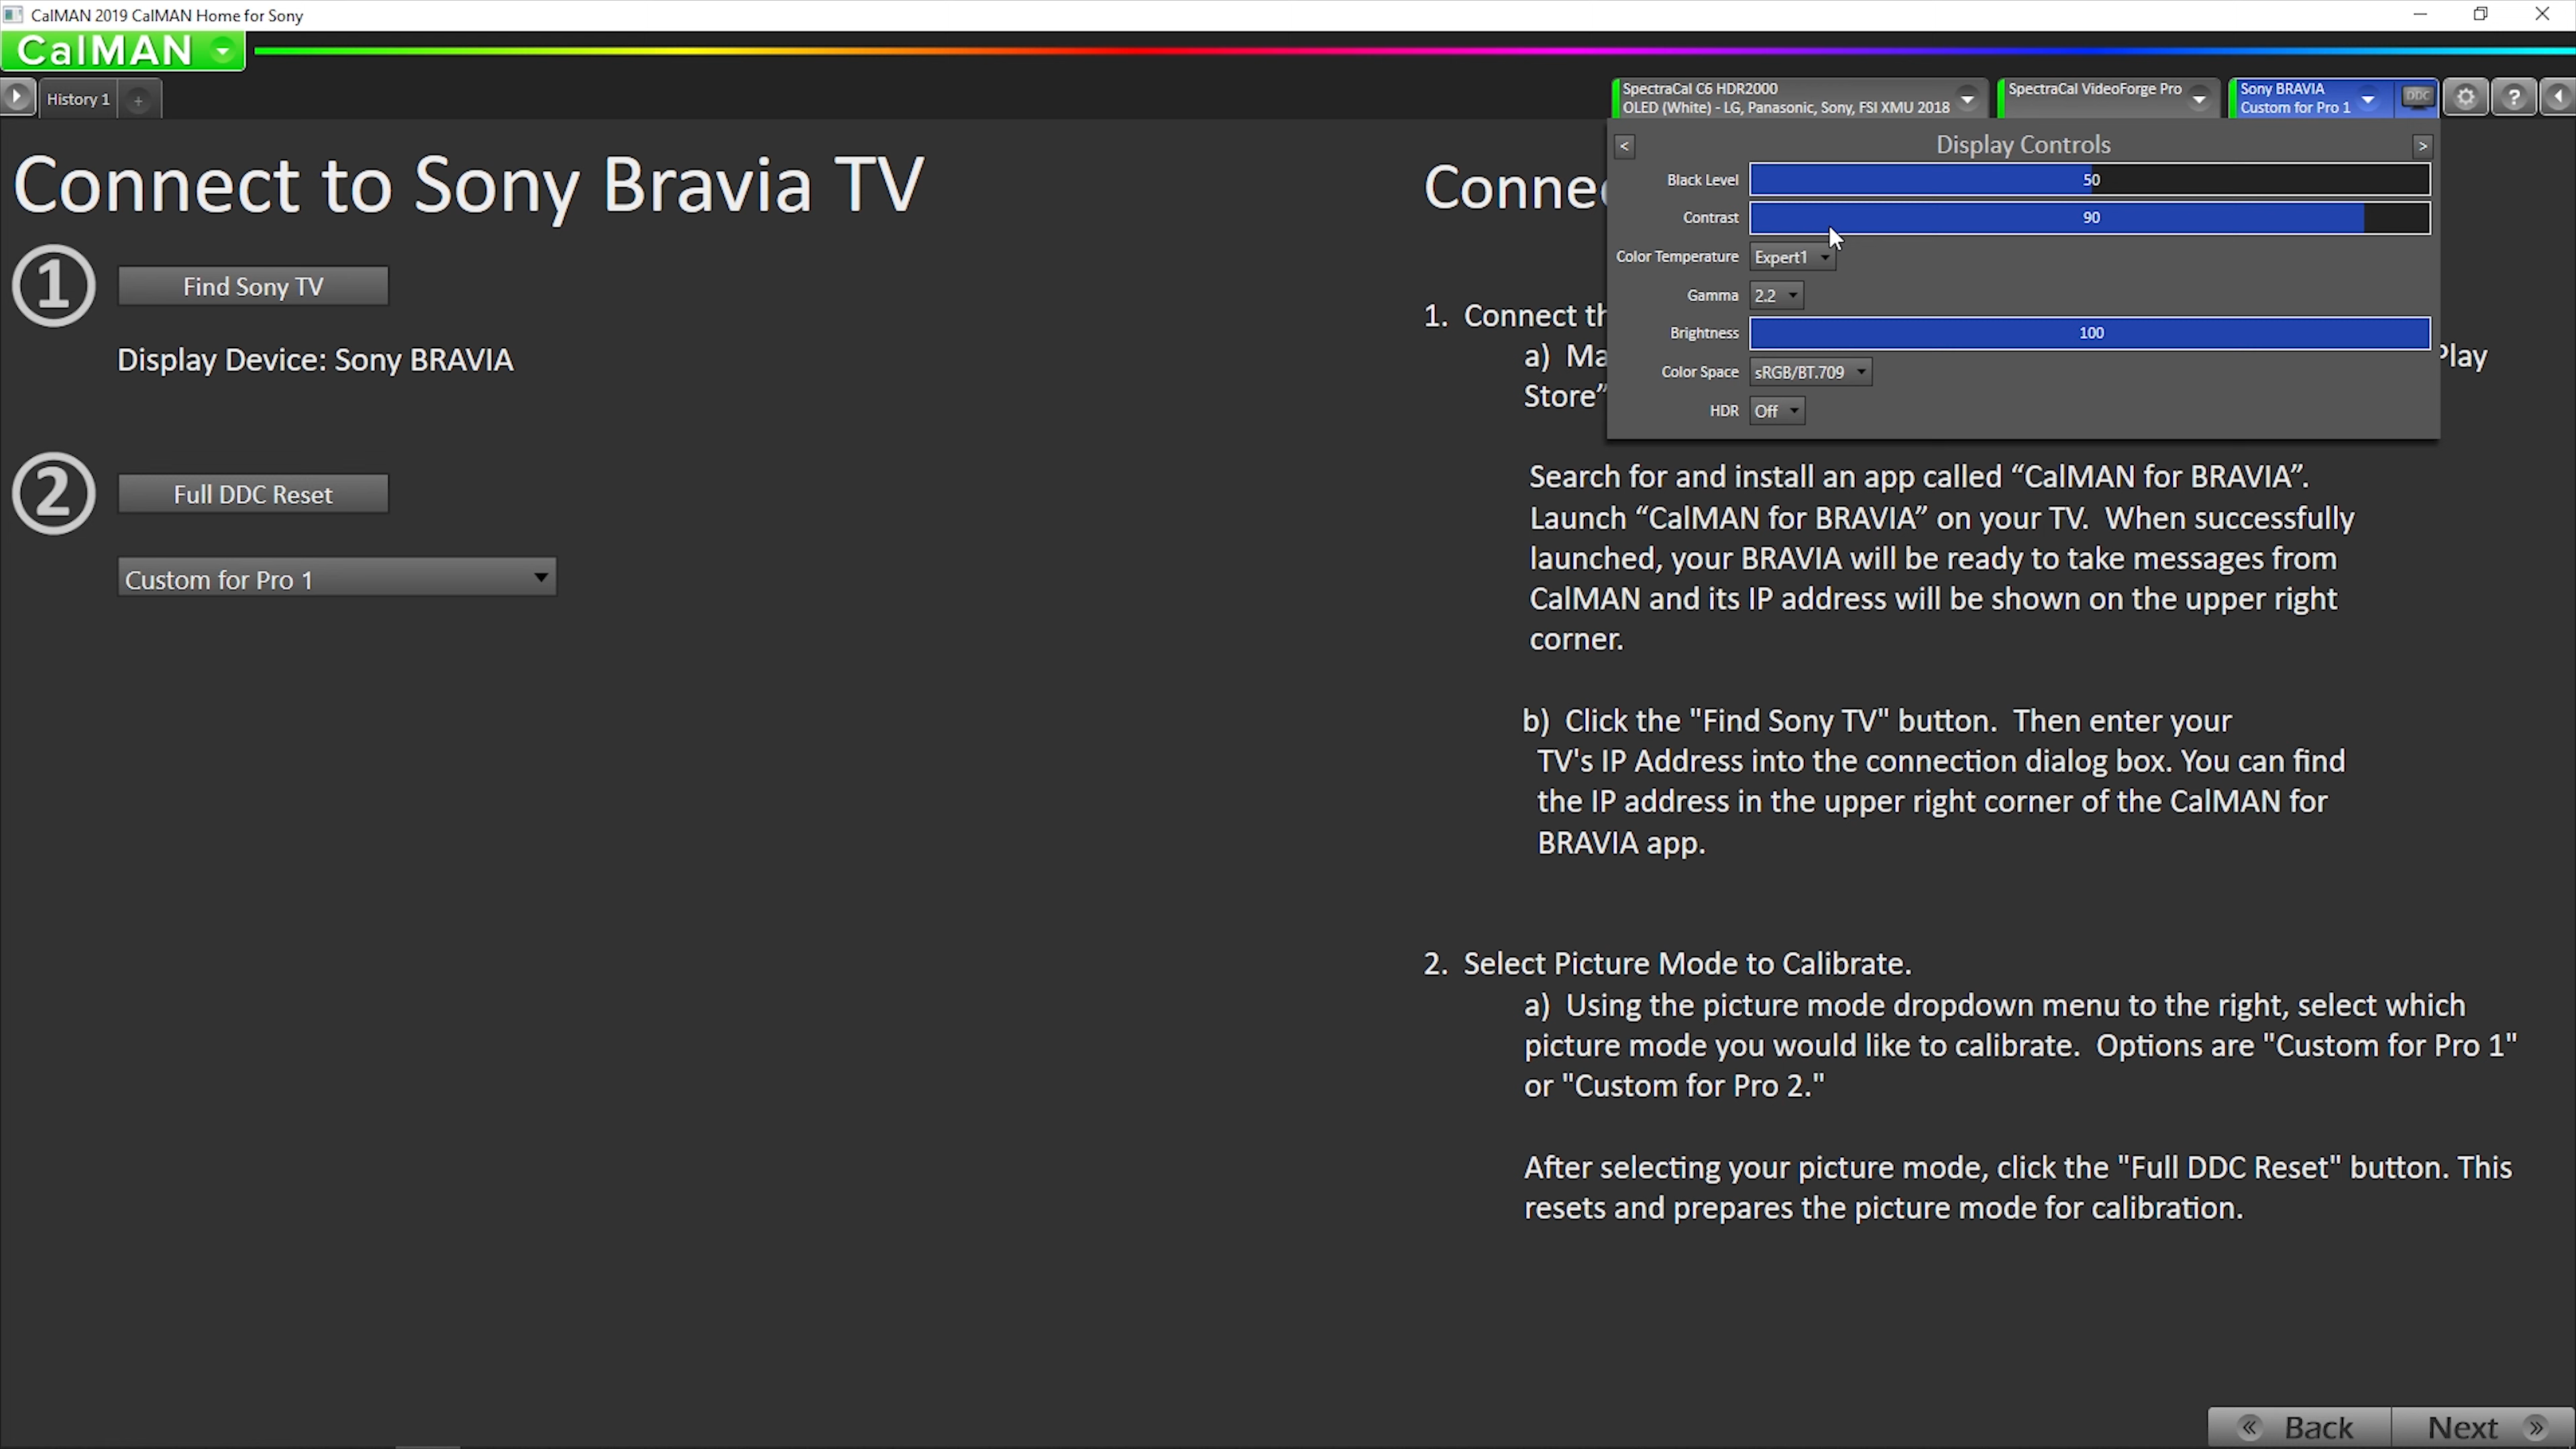 CalMAN 2019 CalMAN Home for Sony
CalMAN
History 1
SpectraCal C6 HDR2000
OLED (White) - LG, Panasonic, Sony, FSI XMU 2018
SpectraCal VideoForge Pro
Sony BRAVIA
Custom for Pro 1
DDC
?
Connect to Sony Bravia TV
1
Find Sony TV
Display Device: Sony BRAVIA
2
Full DDC Reset
Custom for Pro 1
< Display Controls >
Black Level 50
Contrast 90
Color Temperature Expert1
Gamma 2.2
Brightness 100
Color Space sRGB/BT.709
HDR Off
1. Connect
a)
Play
Store”
Search for and install an app called “CalMAN for BRAVIA”.
Launch “CalMAN for BRAVIA” on your TV. When successfully
launched, your BRAVIA will be ready to take messages from
CalMAN and its IP address will be shown on the upper right
corner.
b) Click the "Find Sony TV" button. Then enter your
TV's IP Address into the connection dialog box. You can find
the IP address in the upper right corner of the CalMAN for
BRAVIA app.
2. Select Picture Mode to Calibrate.
a) Using the picture mode dropdown menu to the right, select which
picture mode you would like to calibrate. Options are "Custom for Pro 1"
or "Custom for Pro 2."
After selecting your picture mode, click the "Full DDC Reset" button. This
resets and prepares the picture mode for calibration.
« Back
Next »